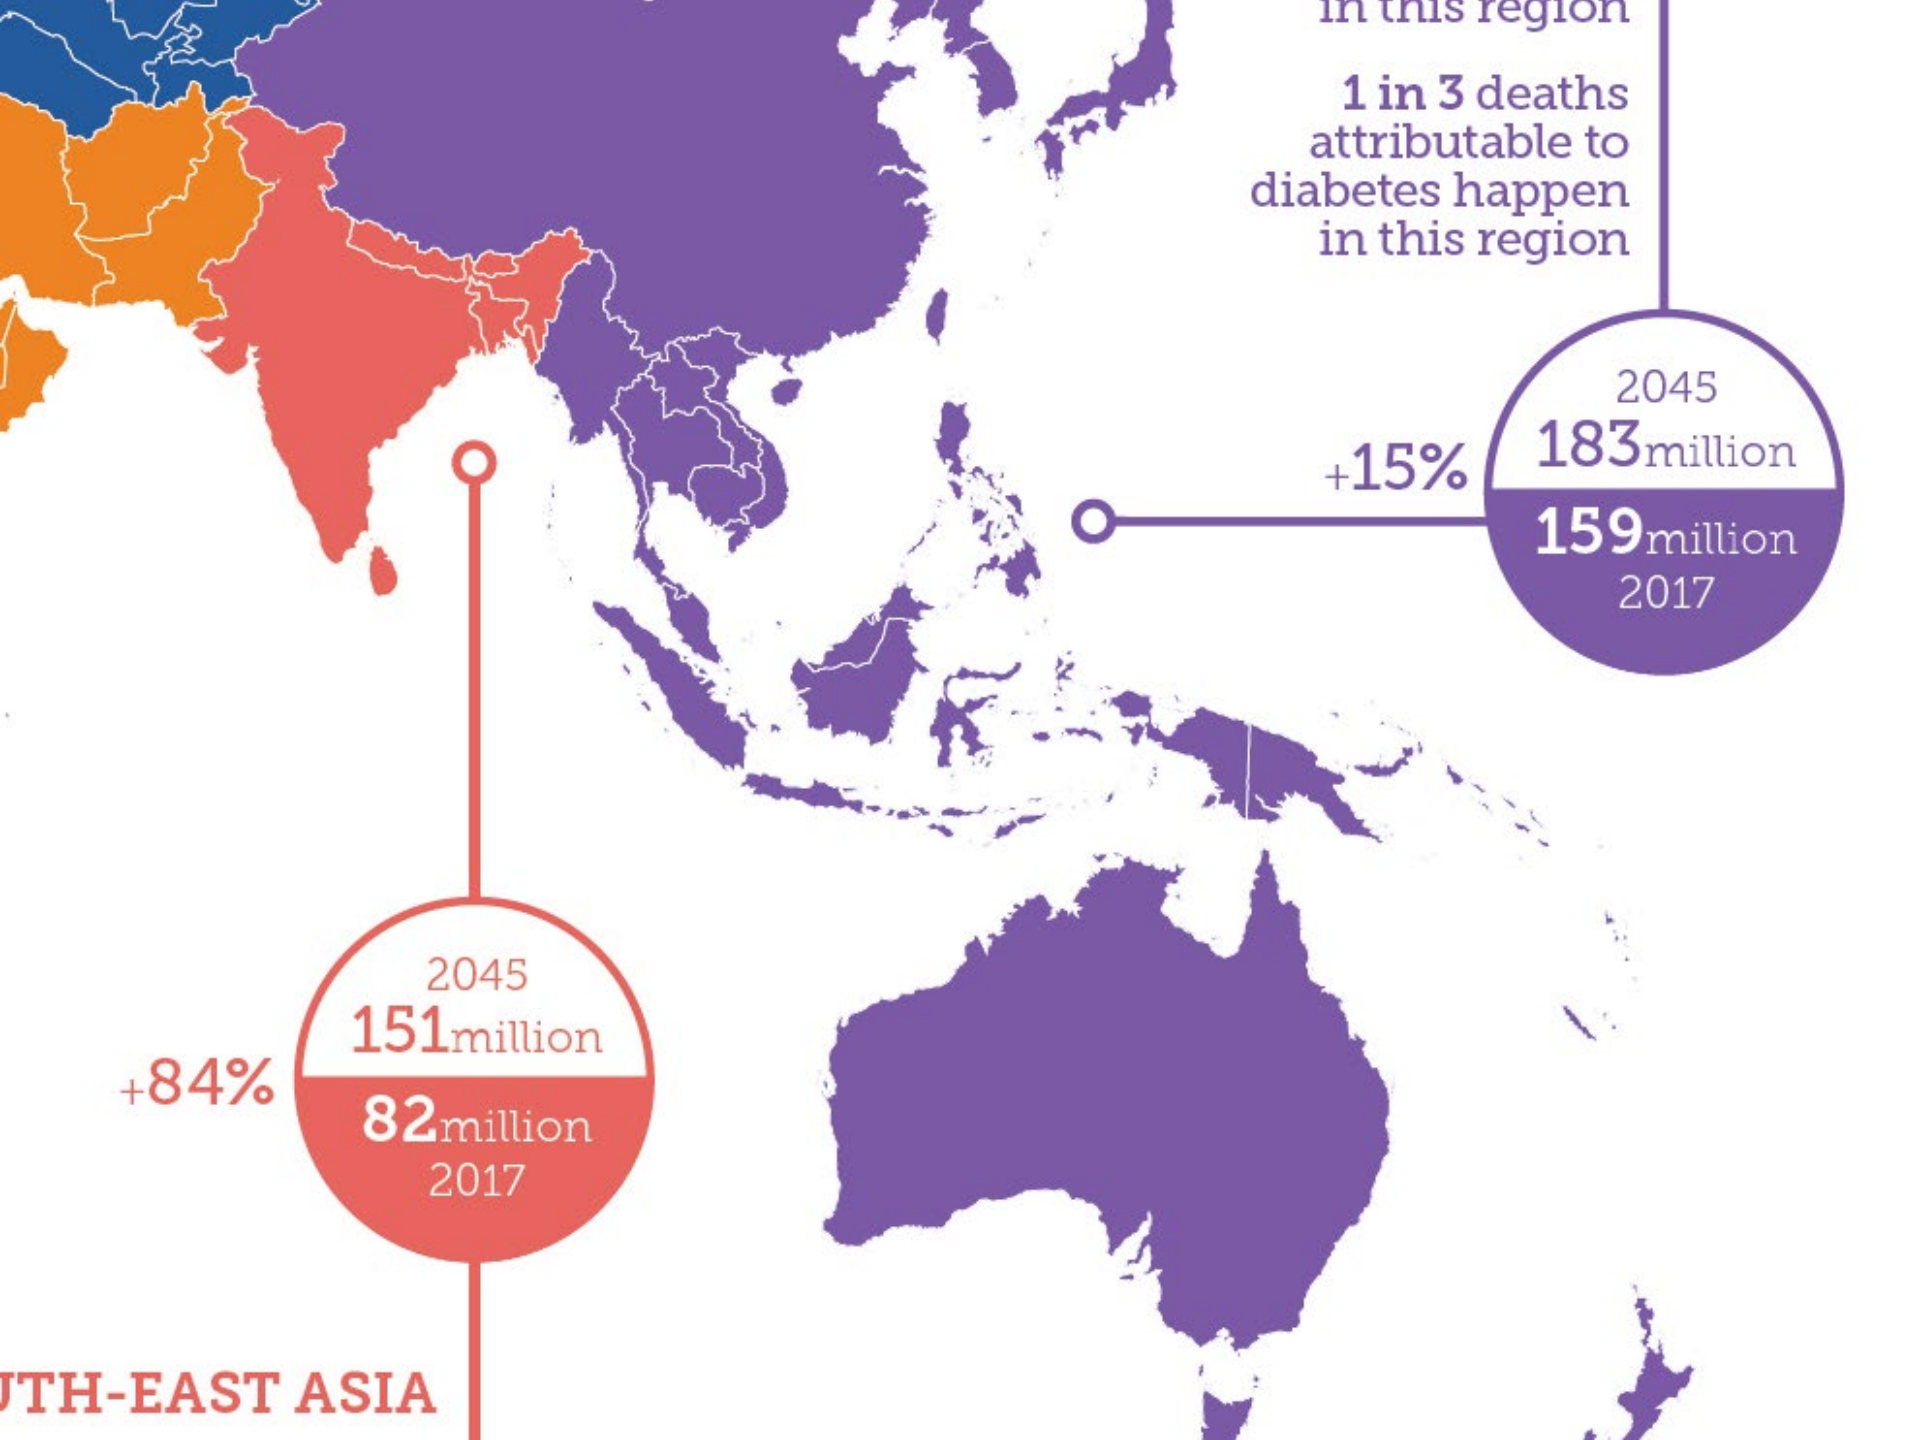 in this region
1 in 3 deaths
attributable to
diabetes happen
in this region
2045
183million
+15%
159million
2017
2045
151million
+84%
82million
2017
UTH-EAST ASIA